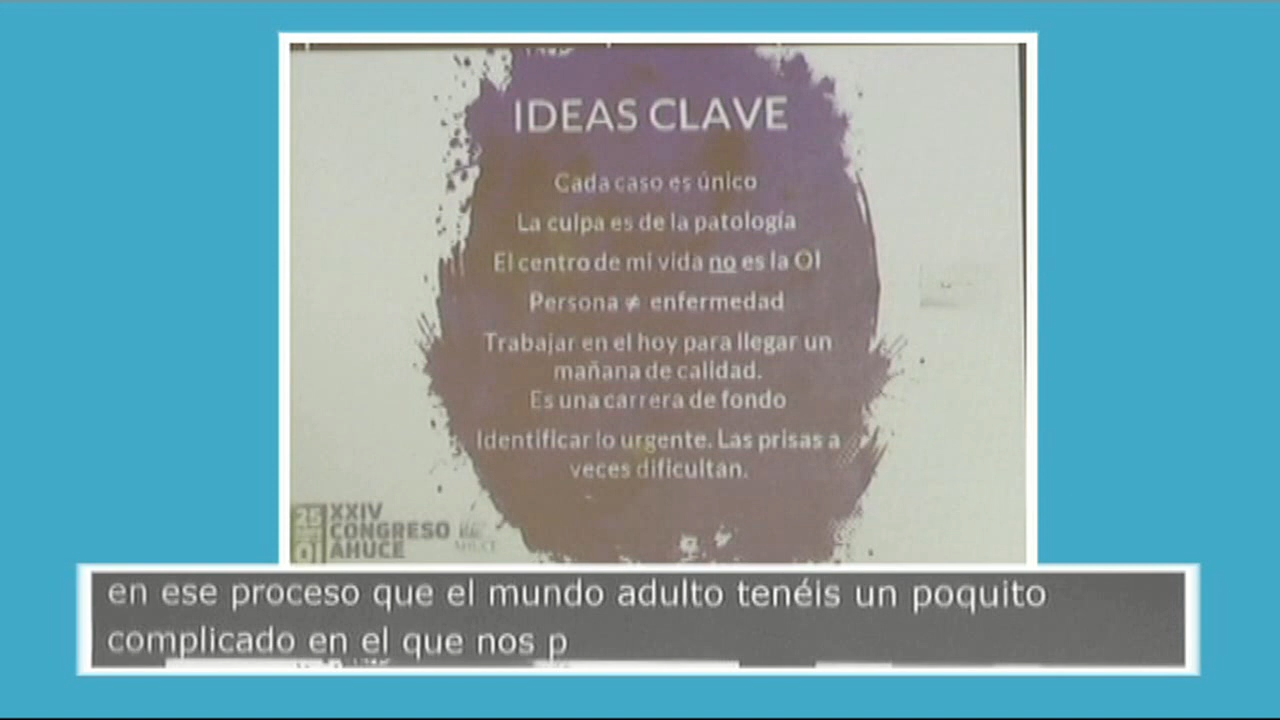 IDEAS CLAVE
Cada caso es único
La culpa es de la patología
El centro de mi vida no es la OI
Persona ≠ enfermedad
Trabajar en el hoy para llegar un
mañana de calidad.
Es una carrera de fondo
Identificar lo urgente. Las prisas a
veces dificultan.
25
XXIV
CONGRESO
AHUCE
OI
AHUCE
en ese proceso que el mundo adulto tenéis un poquito
complicado en el que nos p